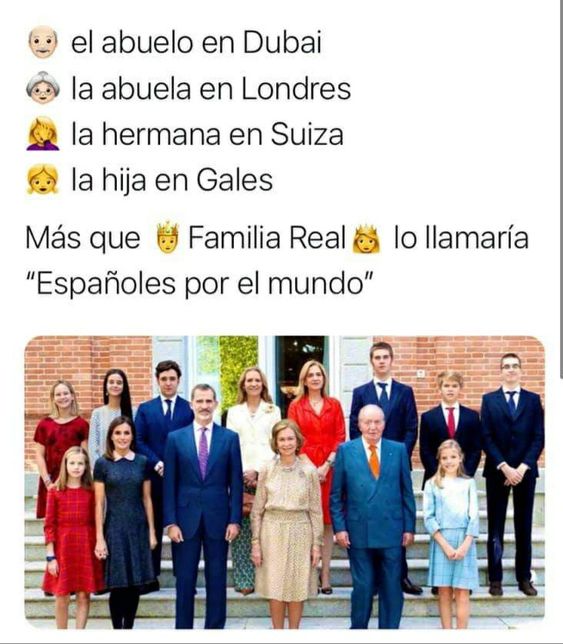 👴🏻 el abuelo en Dubai
👵🏻 la abuela en Londres
🤦‍♀️ la hermana en Suiza
👧 la hija en Gales
Más que 🤴 Familia Real 👸 lo llamaría
“Españoles por el mundo”